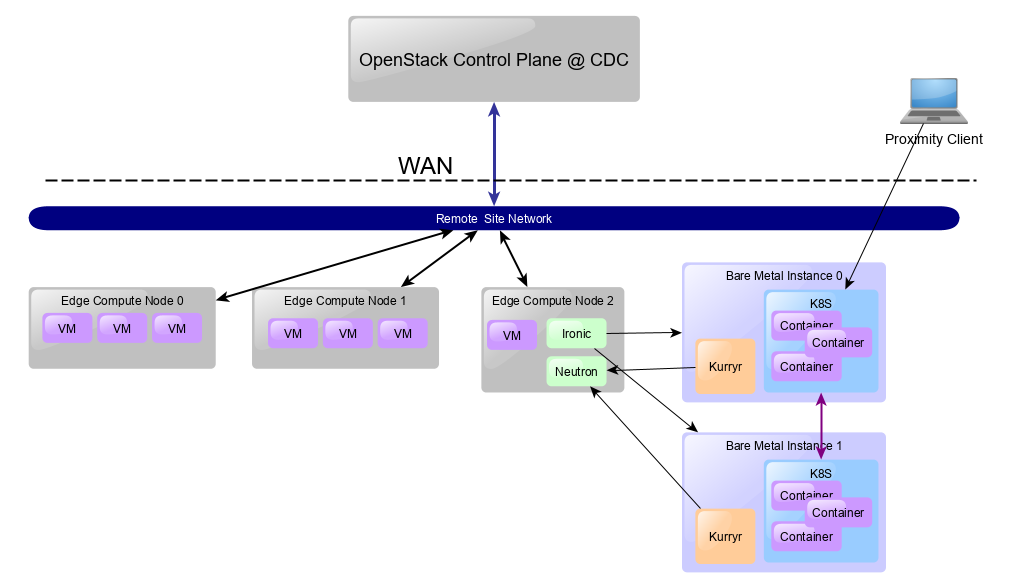 OpenStack Control Plane @ CDC
Proximity Client
WAN
Remote  Site Network
Edge Compute Node 0
VM
VM
VM
Edge Compute Node 1
VM
VM
VM
Edge Compute Node 2
VM
Ironic
Neutron
Bare Metal Instance 0
K8S
Container
Container
Container
Kurryr
Bare Metal Instance 1
K8S
Container
Container
Container
Kurryr